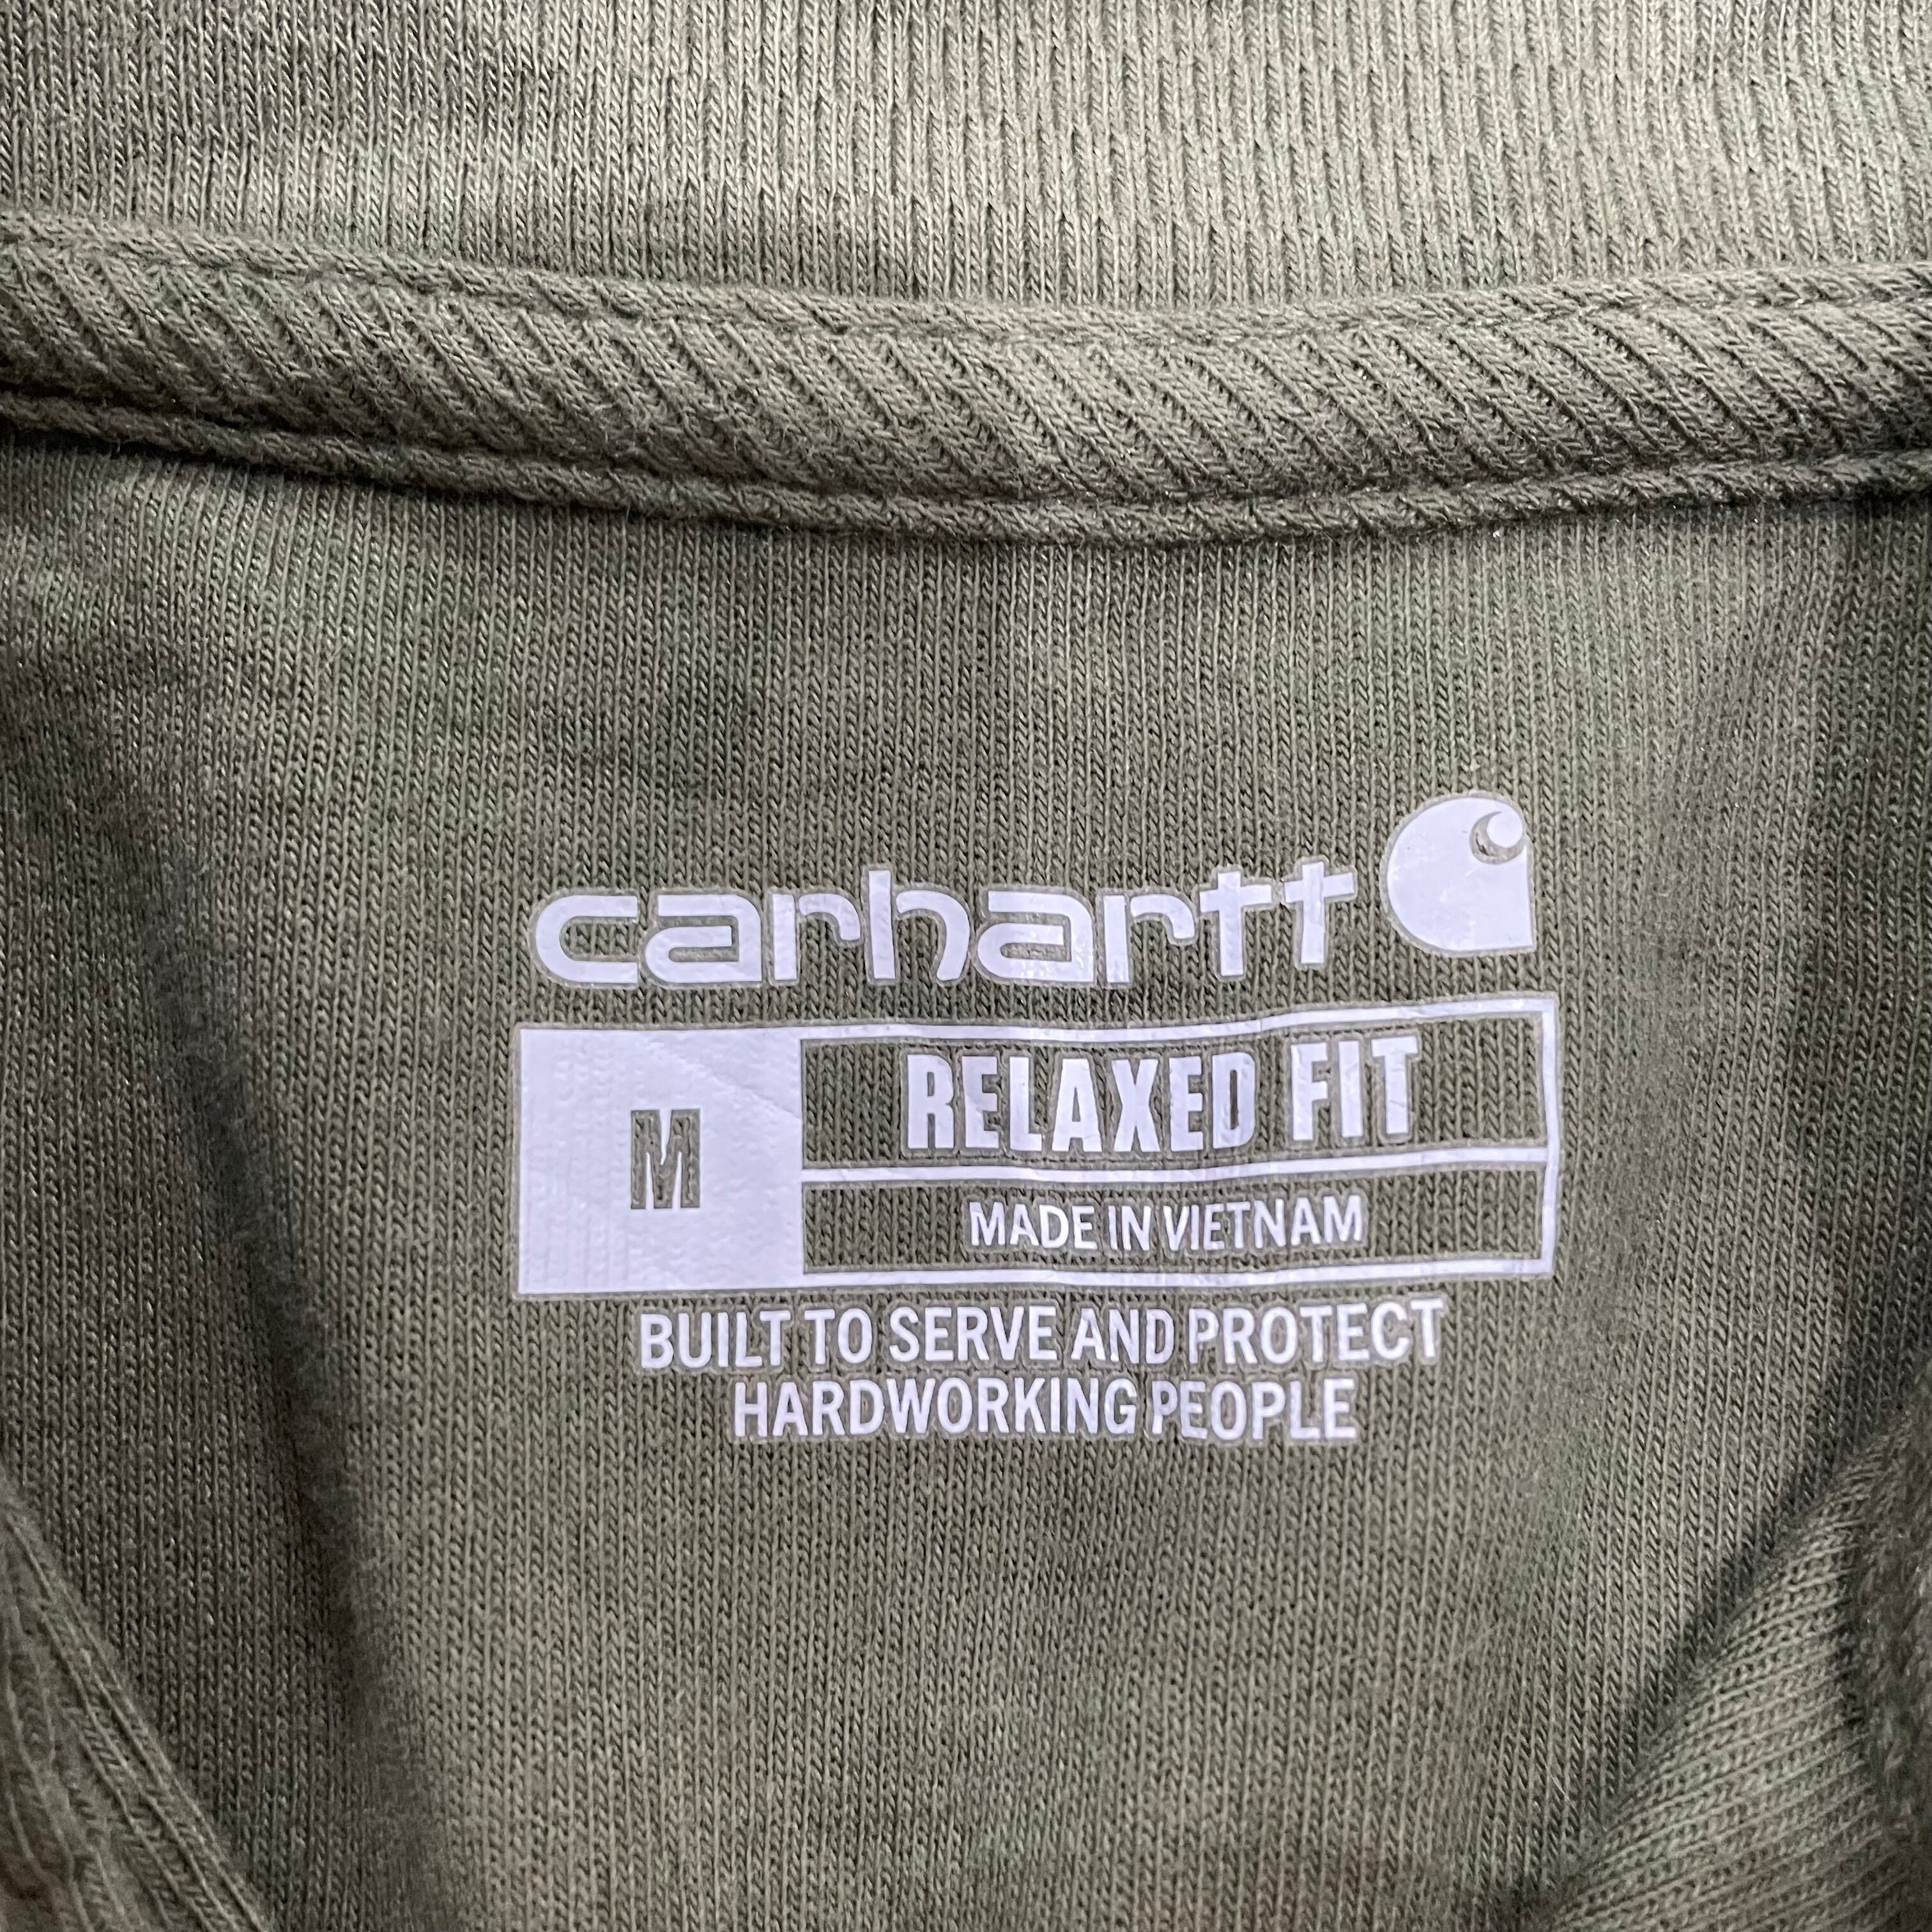 carhartt
M
RELAXED FIT
MADE IN VIETNAM
BUILT TO SERVE AND PROTECT
HARDWORKING PEOPLE